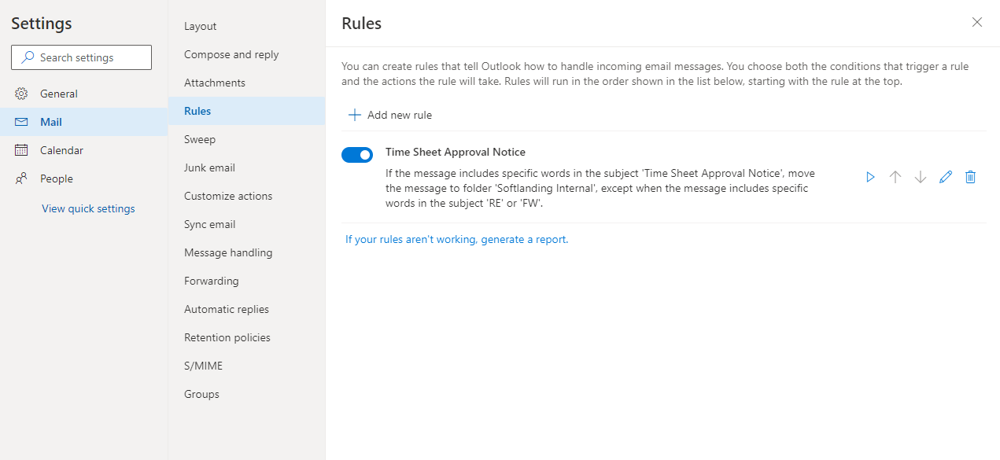 Settings
Search settings
General
Mail
Calendar
People
View quick settings
Layout
Compose and reply
Attachments
Rules
Sweep
Junk email
Customize actions
Sync email
Message handling
Forwarding
Automatic replies
Retention policies
S/MIME
Groups
Rules
You can create rules that tell Outlook how to handle incoming email messages. You choose both the conditions that trigger a rule
and the actions the rule will take. Rules will run in the order shown in the list below, starting with the rule at the top.
Add new rule
Time Sheet Approval Notice
If the message includes specific words in the subject 'Time Sheet Approval Notice', move
the message to folder 'Softlanding Internal', except when the message includes specific
words in the subject 'RE' or 'FW'.
If your rules aren't working, generate a report.